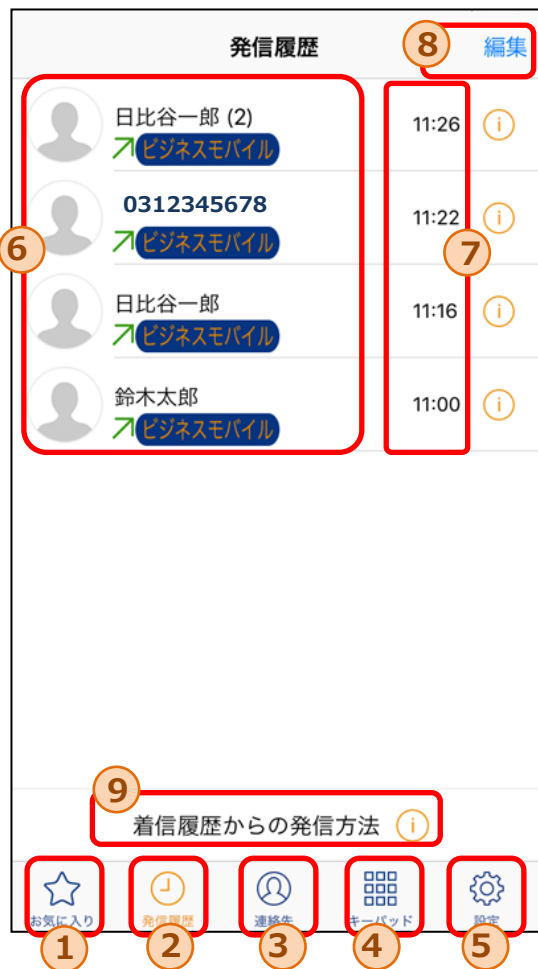 発信履歴
8
編集
日比谷一郎 (2)
11:26
i
ビジネスモバイル
0312345678
11:22
i
ビジネスモバイル
6
7
日比谷一郎
11:16
i
ビジネスモバイル
鈴木太郎
11:00
i
ビジネスモバイル
9
着信履歴からの発信方法 i
お気に入り
発信履歴
連絡先
キーパッド
設定
1
2
3
4
5